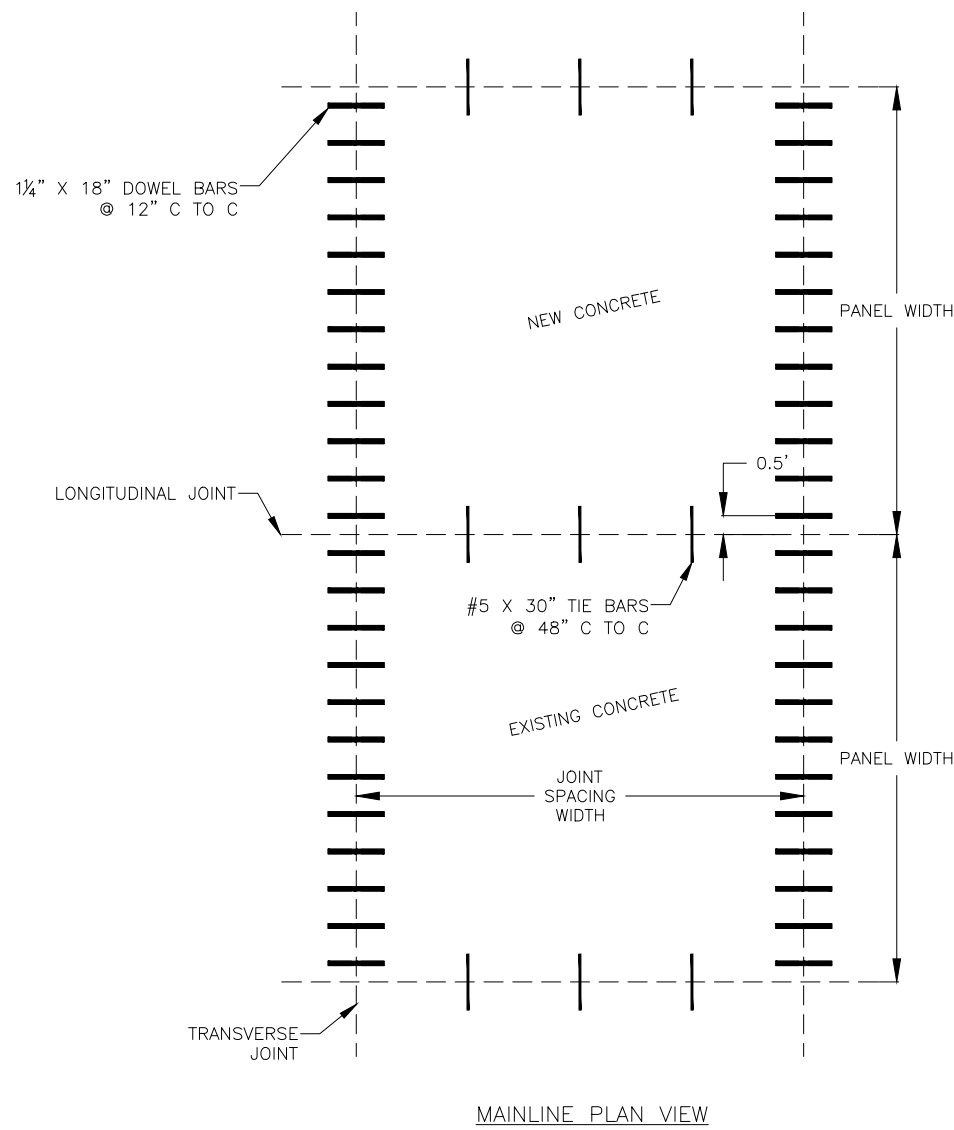 1¼” X 18” DOWEL BARS
@ 12” C TO C
NEW CONCRETE
PANEL WIDTH
0.5'
LONGITUDINAL JOINT
#5 X 30” TIE BARS
@ 48” C TO C
EXISTING CONCRETE
PANEL WIDTH
JOINT
SPACING
WIDTH
TRANSVERSE
JOINT
MAINLINE PLAN VIEW